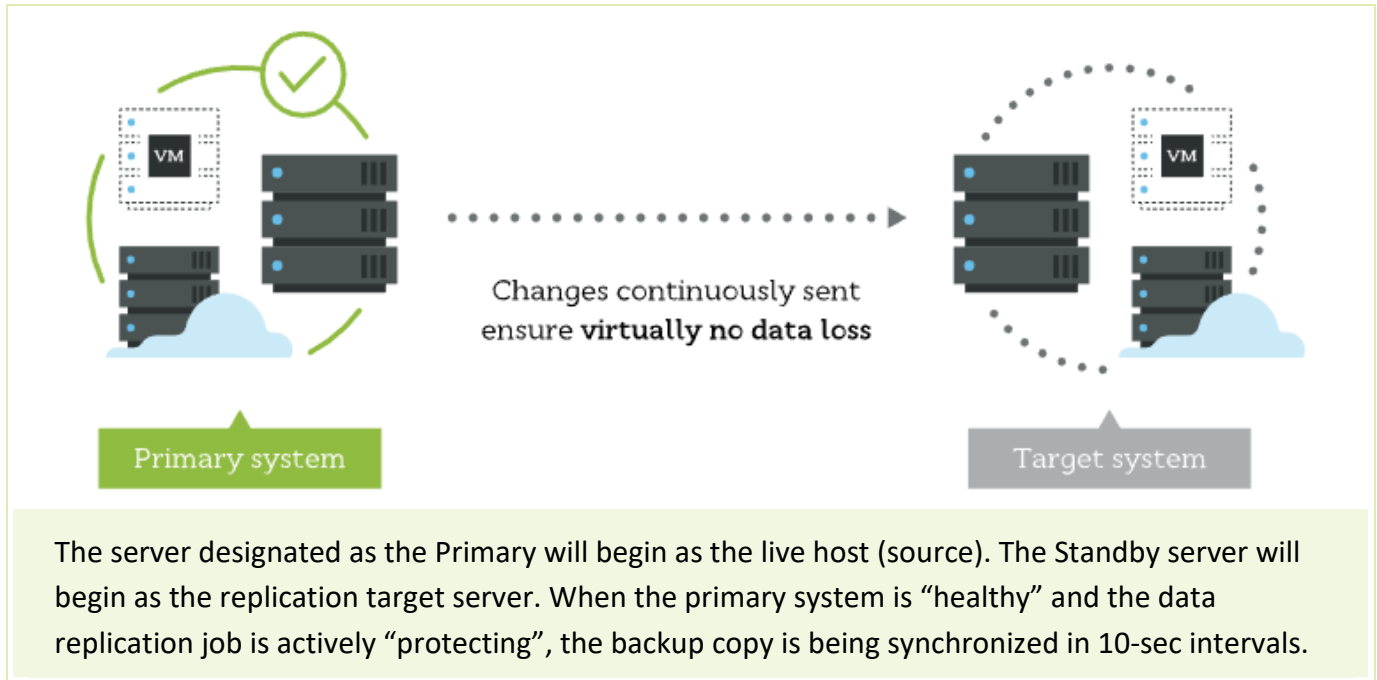 VM
VM
Changes continuously sent
ensure virtually no data loss
Primary system
Target system
The server designated as the Primary will begin as the live host (source). The Standby server will
begin as the replication target server. When the primary system is “healthy” and the data
replication job is actively “protecting”, the backup copy is being synchronized in 10-sec intervals.